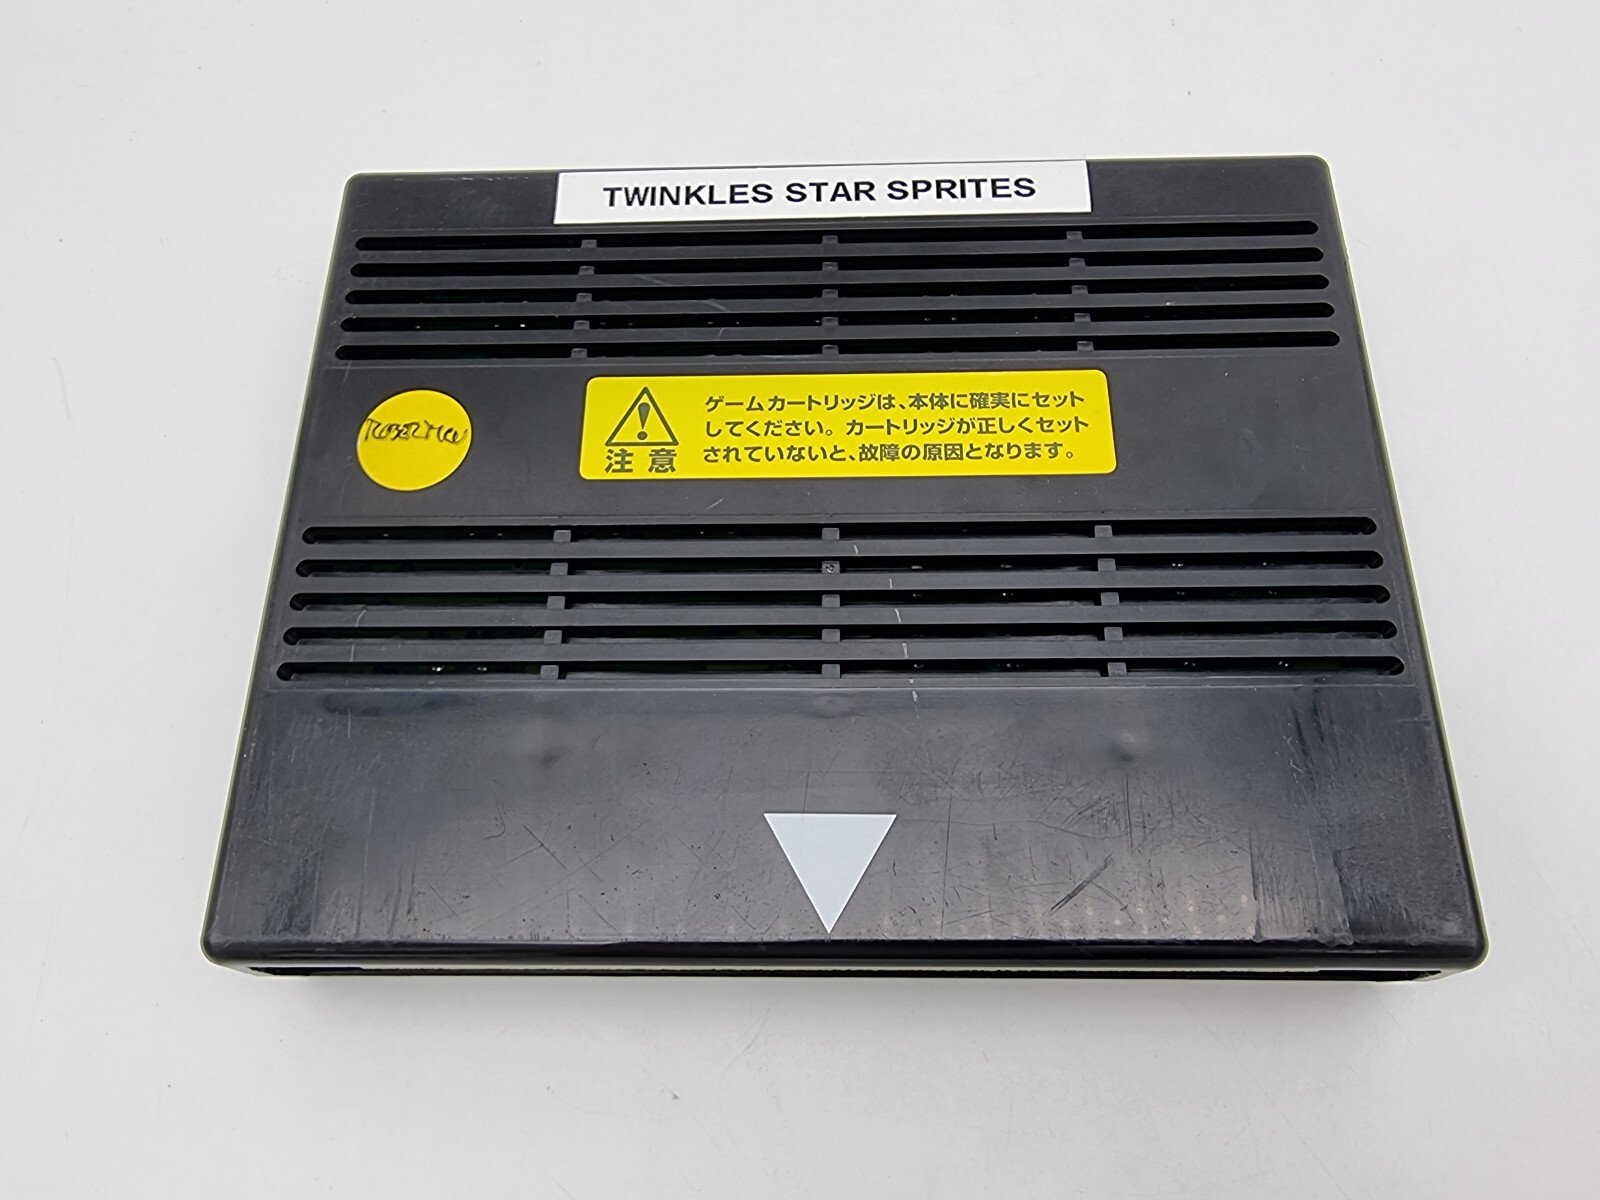 TWINKLES STAR SPRITES
ゲームカートリッジは、本体に確実にセット
してください。カートリッジが正しくセット
されていないと、故障の原因となります。
注意